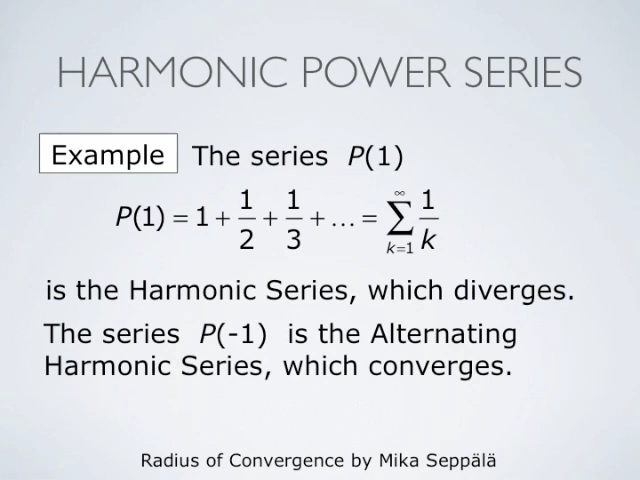 HARMONIC POWER SERIES
Example The series P(1)
P(1) = 1 + 1/2 + 1/3 + … = ∑_{k=1}^{∞} 1/k
is the Harmonic Series, which diverges.
The series P(-1) is the Alternating
Harmonic Series, which converges.
Radius of Convergence by Mika Seppälä